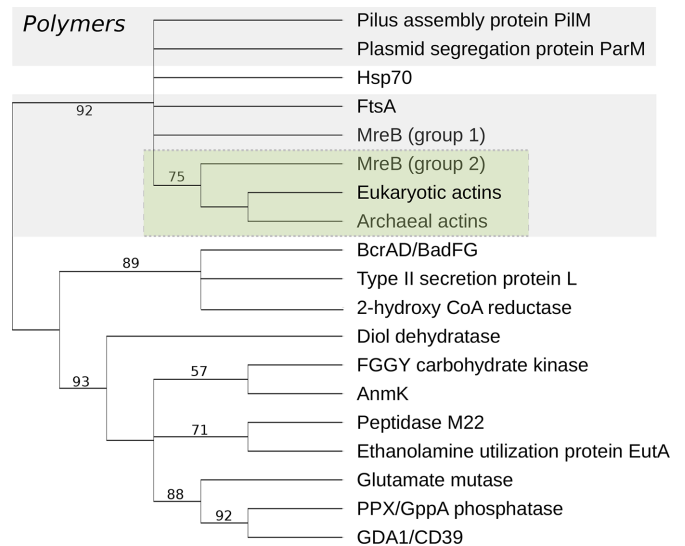 Polymers
Pilus assembly protein PilM
Plasmid segregation protein ParM
Hsp70
92
FtsA
MreB (group 1)
MreB (group 2)
75
Eukaryotic actins
Archaeal actins
BcrAD/BadFG
89
Type II secretion protein L
2-hydroxy CoA reductase
Diol dehydratase
57
FGGY carbohydrate kinase
93
AnmK
Peptidase M22
71
Ethanolamine utilization protein EutA
Glutamate mutase
88
PPX/GppA phosphatase
92
GDA1/CD39